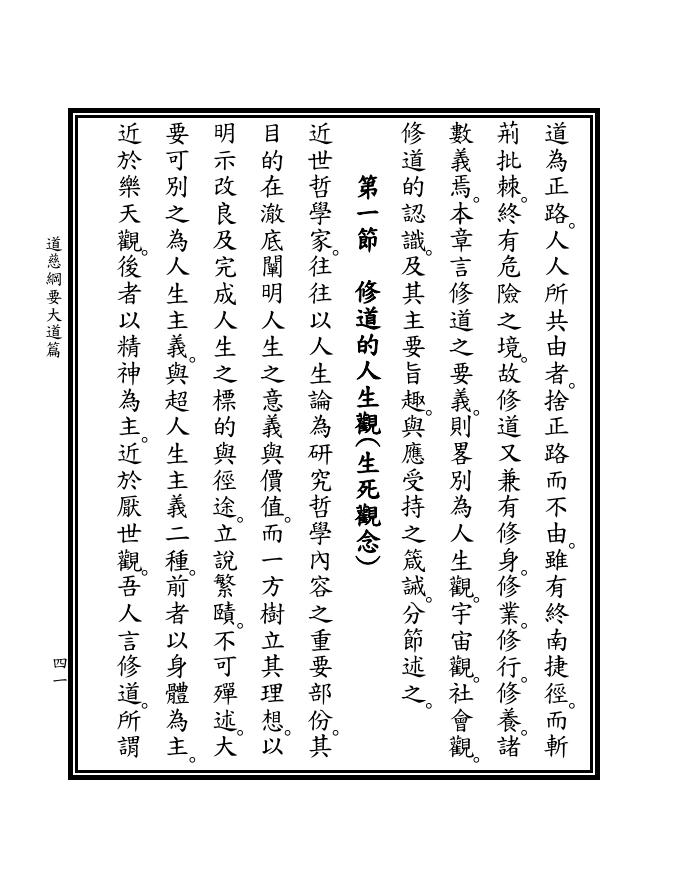 道為正路。人人所共由者。捨正路而不由。雖有終南捷徑。而斬
荊批棘。終有危險之境。故修道又兼有修身。修業。修行。修養。諸
數義焉。本章言修道之要義。則畧別為人生觀。宇宙觀。社會觀。
修道的認識。及其主要旨趣。與應受持之箴誡。分節述之。
第一節　修道的人生觀(生死觀念)
近世哲學家。往往以人生論為研究哲學內容之重要部份。其
目的在澈底闡明人生之意義與價值。而一方樹立其理想。以
明示改良及完成人生之標的與徑途。立說繁賾。不可殫述。大
要可別之為人生主義。與超人生主義二種。前者以身體為主。
近於樂天觀。後者以精神為主。近於厭世觀。吾人言修道。所謂
道慈綱要大道篇
四一